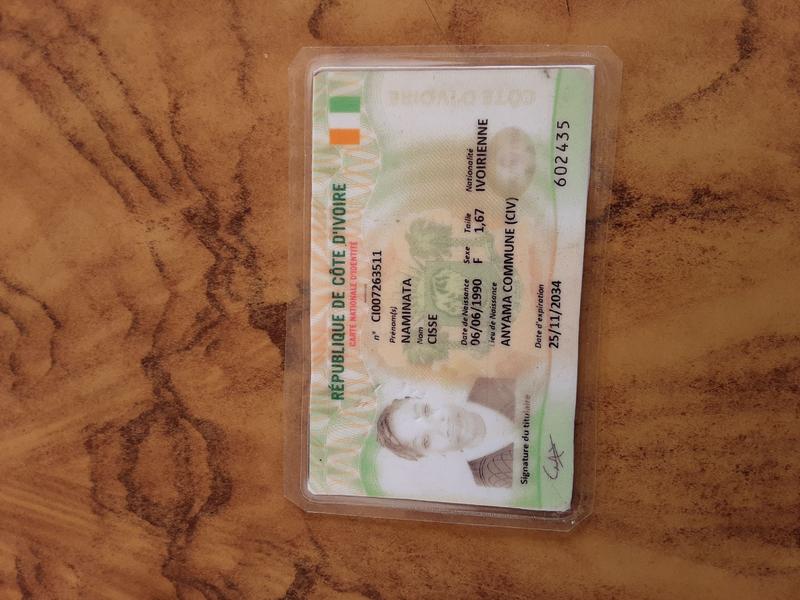 RÉPUBLIQUE DE CÔTE D'IVOIRE
CARTE NATIONALE D'IDENTITÉ
n° CI007263511
Prénom(s)
NAMINATA
Nom
CISSE
Date de Naissance Sexe Taille Nationalité
06/06/1990 F 1,67 IVOIRIENNE
Lieu de Naissance
ANYAMA COMMUNE (CIV)
Date d'expiration
25/11/2034
Signature du titulaire
602435
CÔTE D'IVOIRE